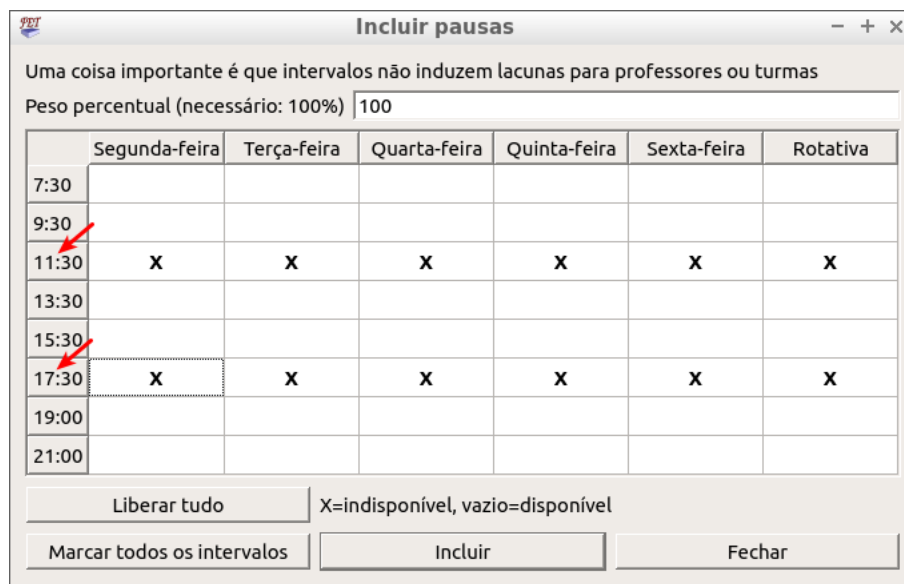 FET
Incluir pausas
Uma coisa importante é que intervalos não induzem lacunas para professores ou turmas
Peso percentual (necessário: 100%) 100
Segunda-feira Terça-feira Quarta-feira Quinta-feira Sexta-feira Rotativa
7:30
9:30
11:30 X X X X X X
13:30
15:30
17:30 X X X X X X
19:00
21:00
Liberar tudo X=indisponível, vazio=disponível
Marcar todos os intervalos Incluir Fechar